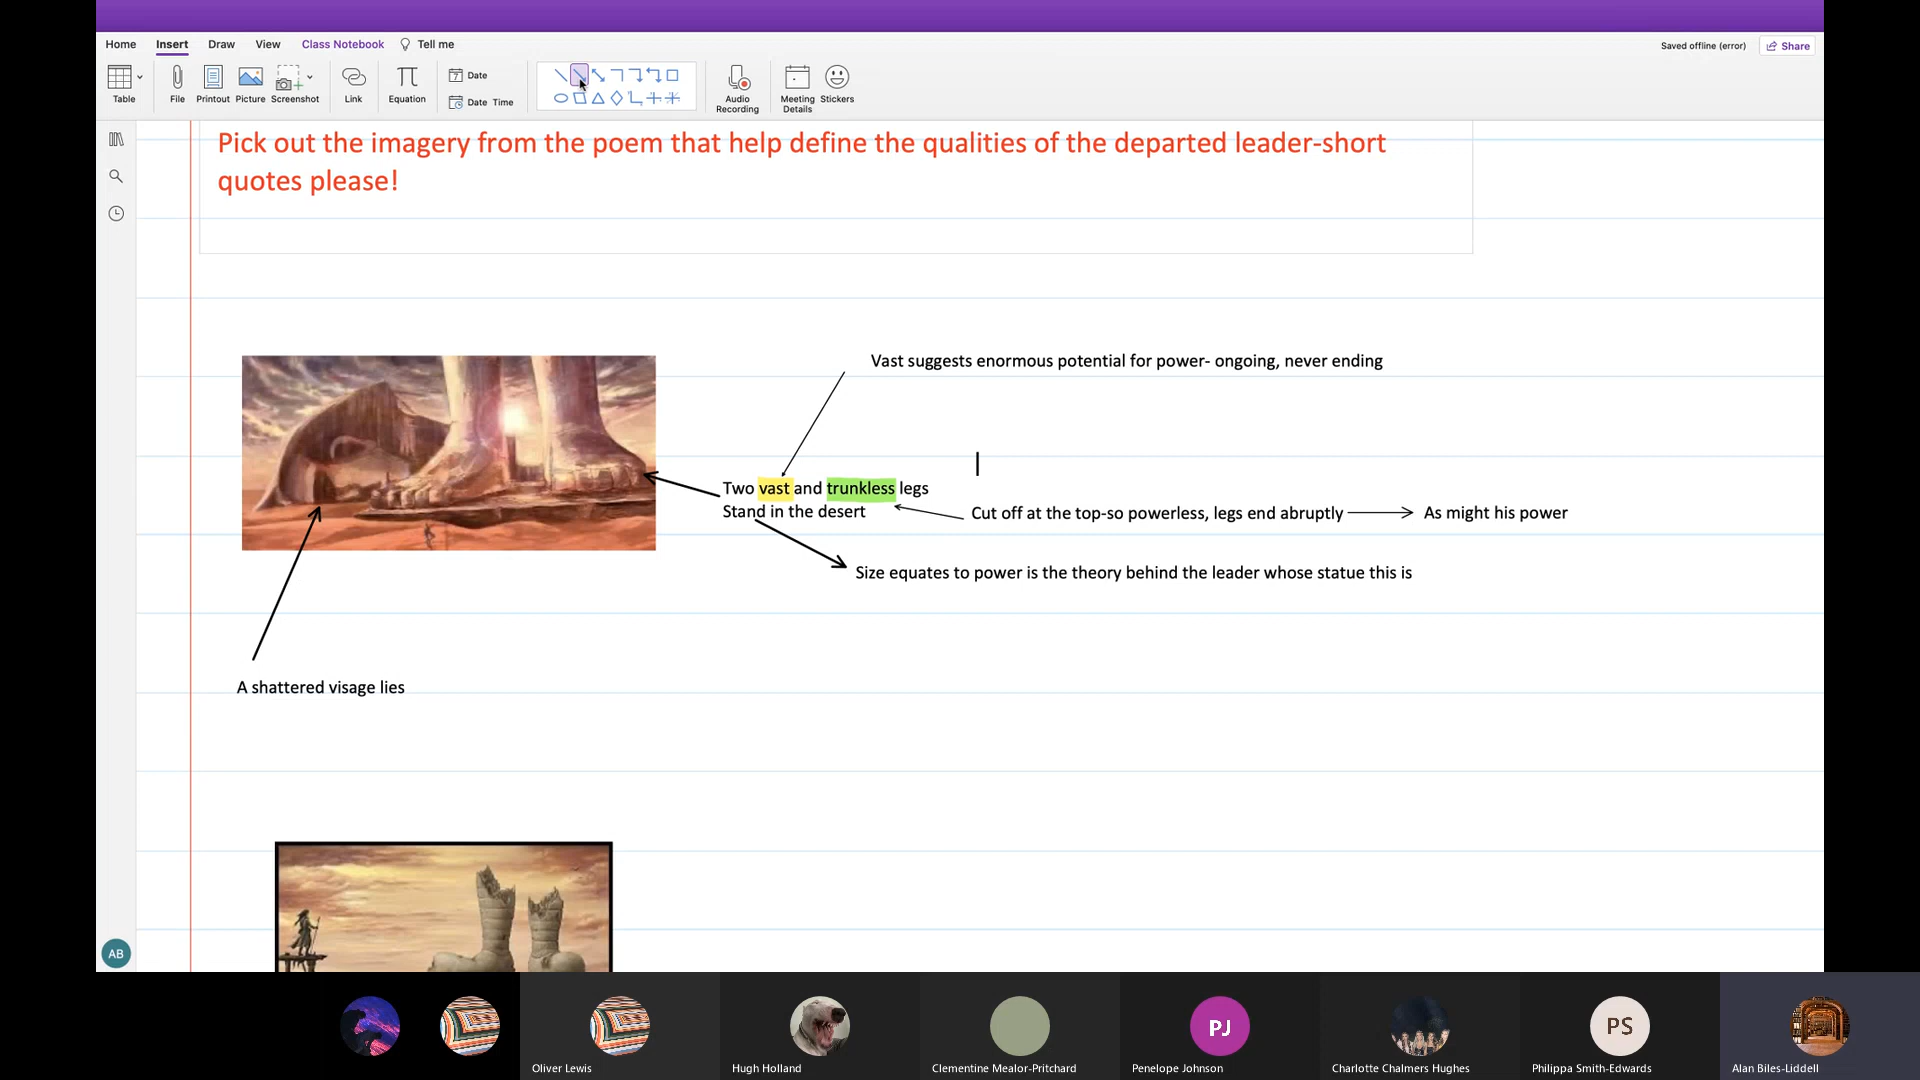 Home Insert Draw View Class Notebook Tell me
Saved offline (error) Share
Table File Printout Picture Screenshot Link Equation
7 Date
Date Time
Audio Recording
Meeting Details
Stickers
Pick out the imagery from the poem that help define the qualities of the departed leader-short
quotes please!
Vast suggests enormous potential for power- ongoing, never ending
Two vast and trunkless legs
Stand in the desert
Cut off at the top-so powerless, legs end abruptly
As might his power
Size equates to power is the theory behind the leader whose statue this is
A shattered visage lies
AB
PJ
PS
Oliver Lewis
Hugh Holland
Clementine Mealor-Pritchard
Penelope Johnson
Charlotte Chalmers Hughes
Philippa Smith-Edwards
Alan Biles-Liddell